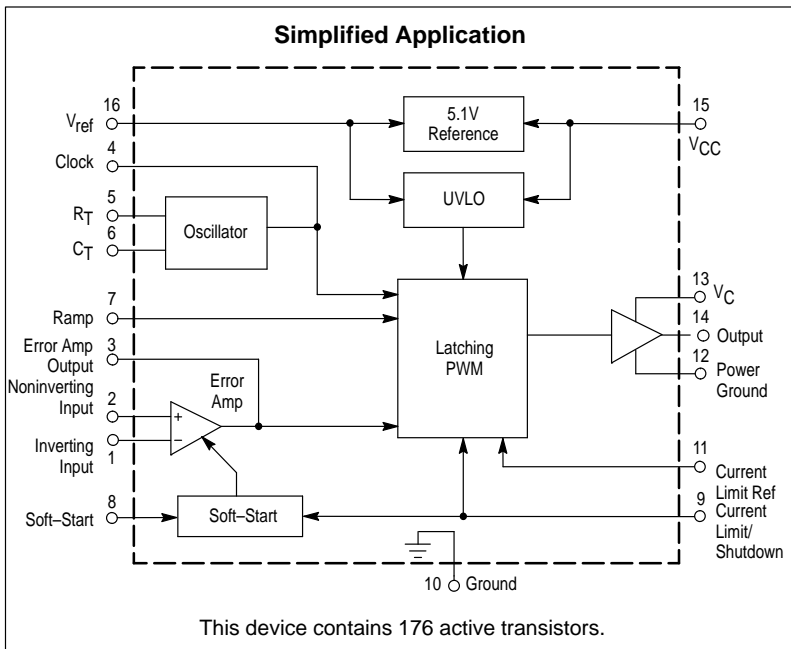 Simplified Application
16
Vref
4
Clock
5
RT
6
CT
Oscillator
7
Ramp
Error Amp
Output
3
Noninverting
Input
2
Inverting
Input
1
Error
Amp
+
–
8
Soft–Start
Soft–Start
5.1V
Reference
UVLO
Latching
PWM
15
VCC
13
VC
14
Output
12
Power
Ground
11
Current
Limit Ref
9
Current
Limit/
Shutdown
10
Ground
This device contains 176 active transistors.